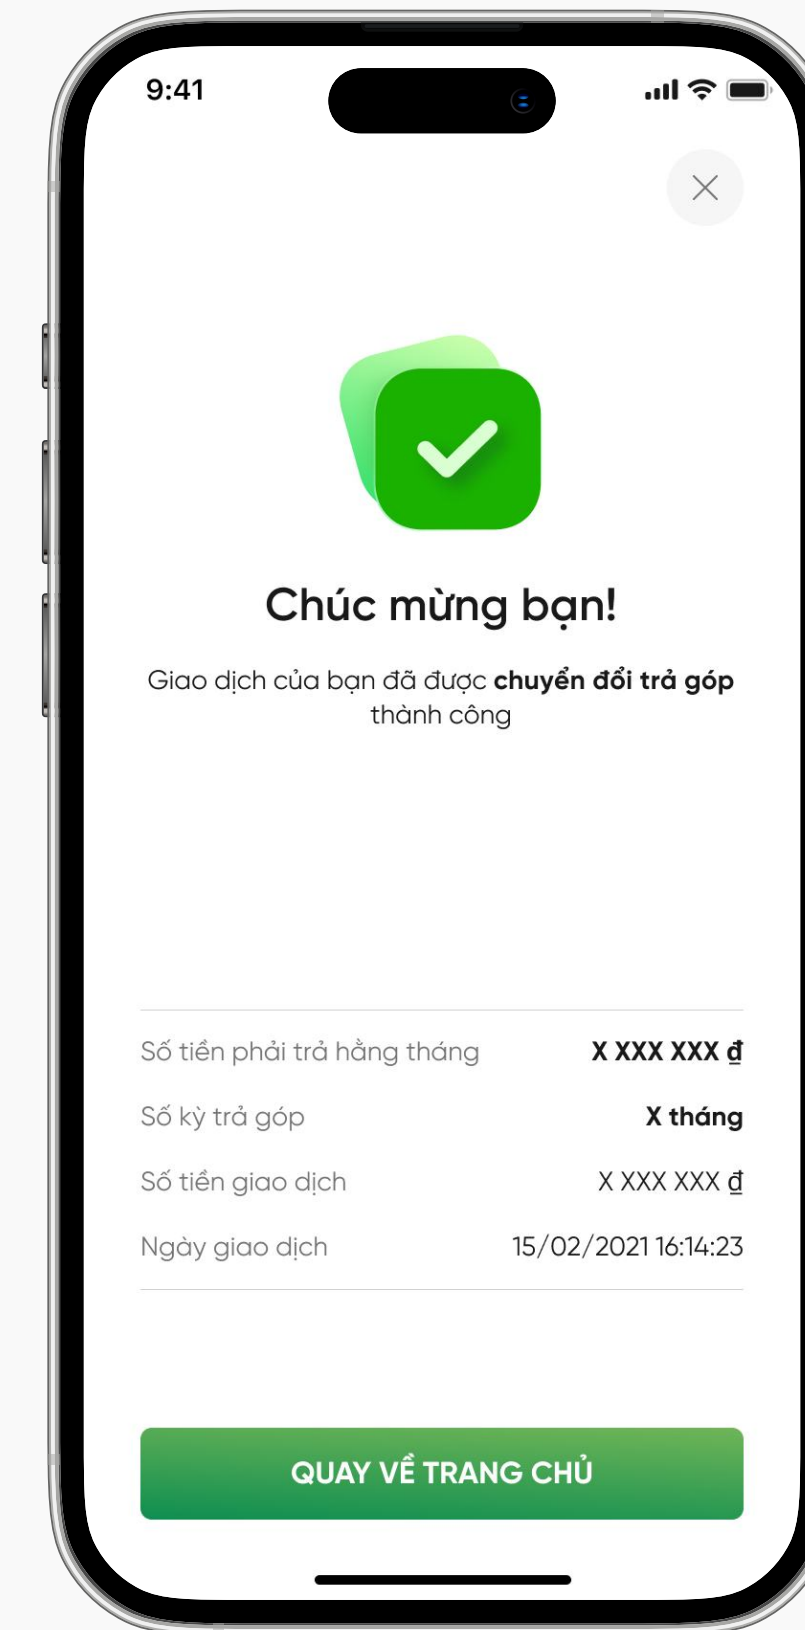 9:41
Chúc mừng bạn!
Giao dịch của bạn đã được chuyển đổi trả góp
thành công
Số tiền phải trả hằng tháng X XXX XXX ₫
Số kỳ trả góp X tháng
Số tiền giao dịch X XXX XXX ₫
Ngày giao dịch 15/02/2021 16:14:23
QUAY VỀ TRANG CHỦ